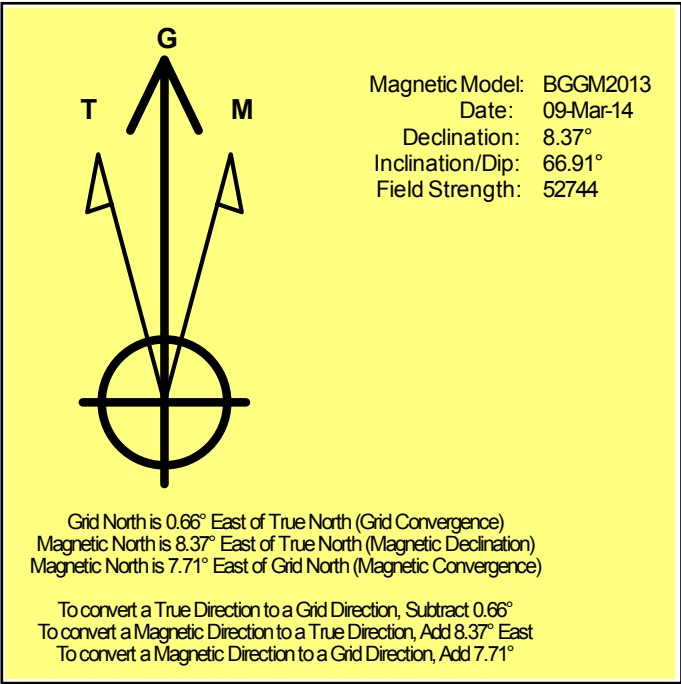 G
T M
Magnetic Model: BGGM2013
Date: 09-Mar-14
Declination: 8.37°
Inclination/Dip: 66.91°
Field Strength: 52744
Grid North is 0.66° East of True North (Grid Convergence)
Magnetic North is 8.37° East of True North (Magnetic Declination)
Magnetic North is 7.71° East of Grid North (Magnetic Convergence)
To convert a True Direction to a Grid Direction, Subtract 0.66°
To convert a Magnetic Direction to a True Direction, Add 8.37° East
To convert a Magnetic Direction to a Grid Direction, Add 7.71°